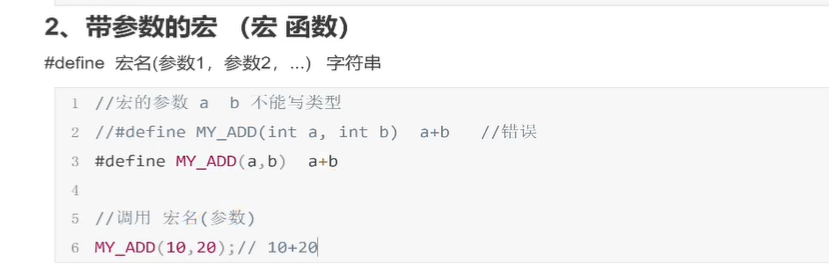 2、带参数的宏 （宏 函数）
#define 宏名(参数1，参数2，...) 字符串
1 //宏的参数 a  b 不能写类型
2 //#define MY_ADD(int a, int b)  a+b   //错误
3 #define MY_ADD(a,b)  a+b
4
5 //调用 宏名(参数)
6 MY_ADD(10,20);// 10+20